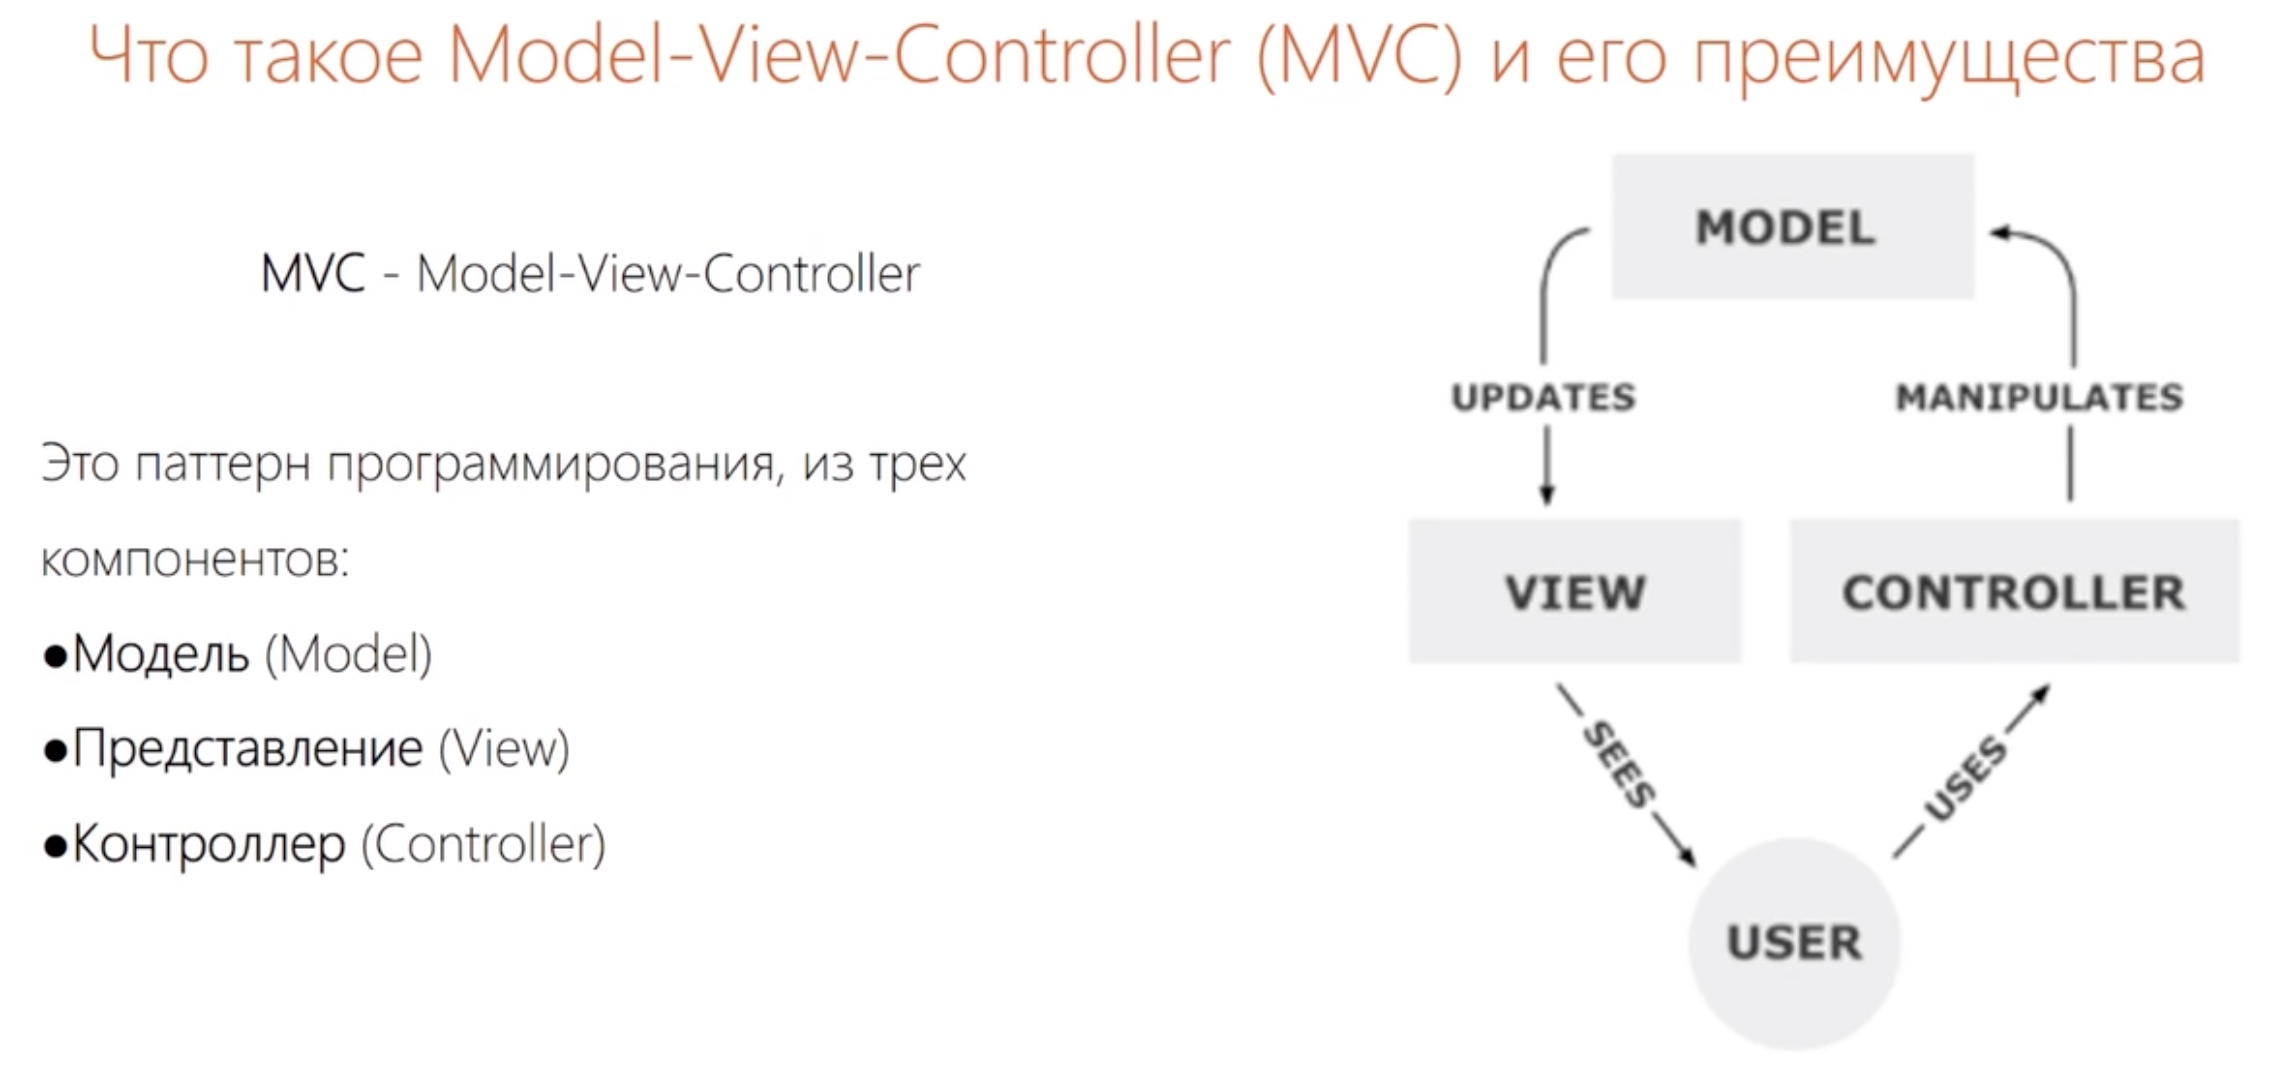 Что такое Model-View-Controller (MVC) и его преимущества
MVC - Model-View-Controller
Это паттерн программирования, из трех
компонентов:
●Модель (Model)
●Представление (View)
●Контроллер (Controller)
MODEL
UPDATES
MANIPULATES
VIEW
CONTROLLER
SEES
USES
USER